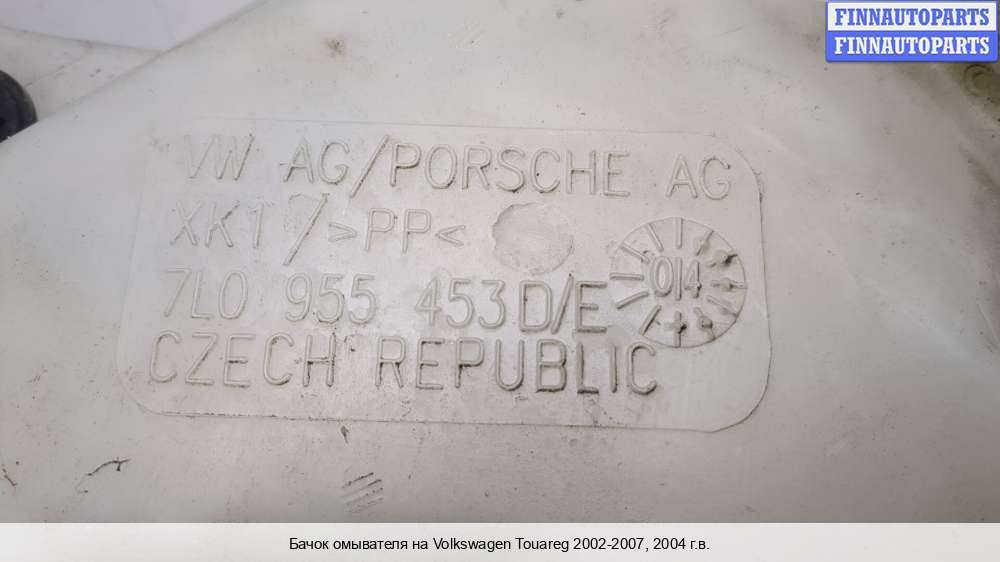 FINNAUTOPARTS
FINNAUTOPARTS
VW AG/PORSCHE AG
XK1 / >PP<
014
7L0 955 453 D/E
CZECH REPUBLIC
Бачок омывателя на Volkswagen Touareg 2002-2007, 2004 г.в.